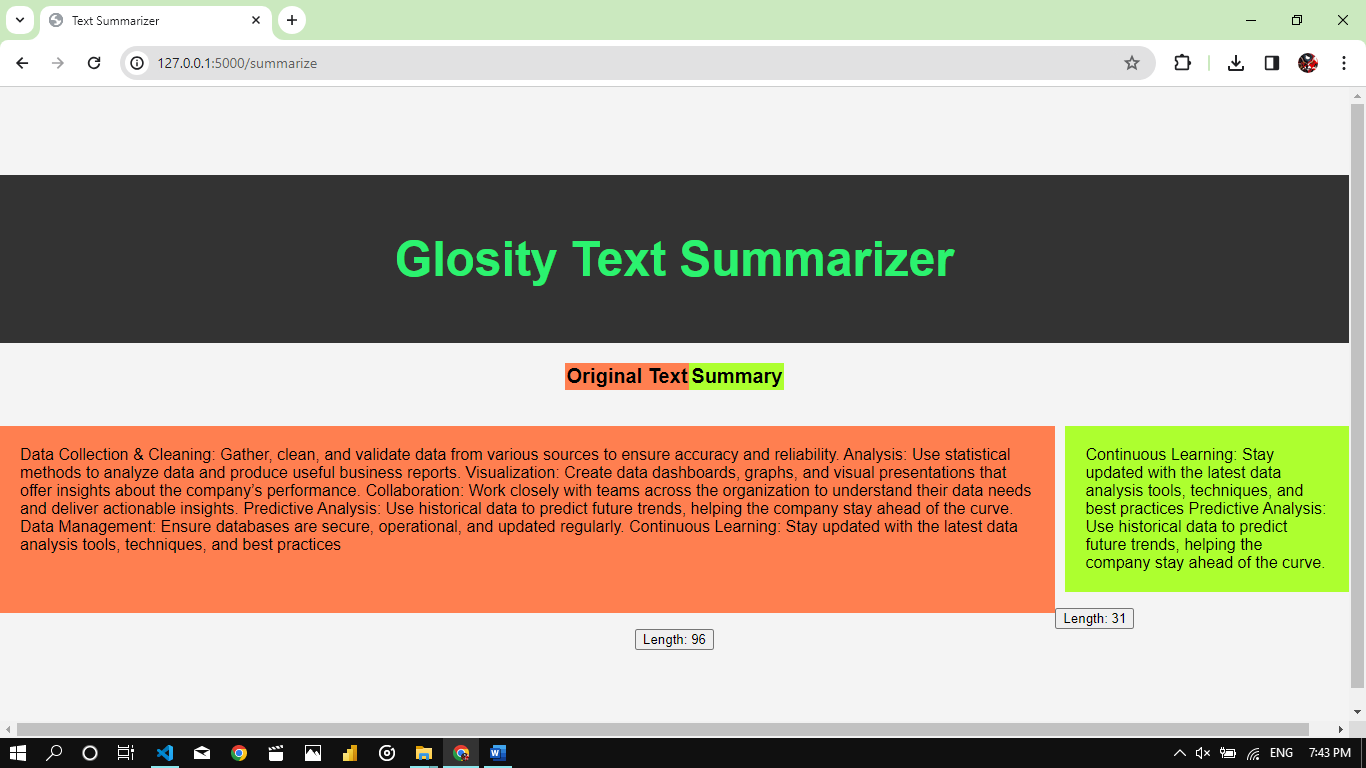 Text Summarizer
127.0.0.1:5000/summarize
Glosity Text Summarizer
Original Text Summary
Data Collection & Cleaning: Gather, clean, and validate data from various sources to ensure accuracy and reliability. Analysis: Use statistical
methods to analyze data and produce useful business reports. Visualization: Create data dashboards, graphs, and visual presentations that
offer insights about the company’s performance. Collaboration: Work closely with teams across the organization to understand their data needs
and deliver actionable insights. Predictive Analysis: Use historical data to predict future trends, helping the company stay ahead of the curve.
Data Management: Ensure databases are secure, operational, and updated regularly. Continuous Learning: Stay updated with the latest data
analysis tools, techniques, and best practices
Length: 96
Continuous Learning: Stay
updated with the latest data
analysis tools, techniques, and
best practices Predictive Analysis:
Use historical data to predict
future trends, helping the
company stay ahead of the curve.
Length: 31
ENG
7:43 PM